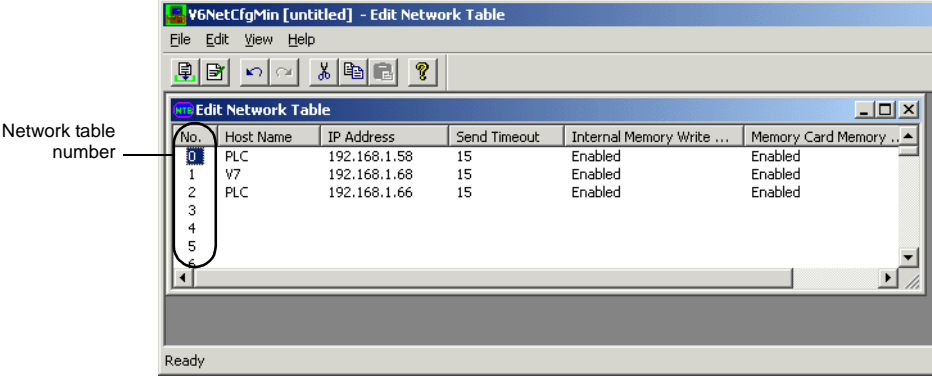 V6NetCfgMin [untitled] - Edit Network Table
File Edit View Help
NTB Edit Network Table
Network table
number
No. Host Name IP Address Send Timeout Internal Memory Write ... Memory Card Memory ...
0 PLC 192.168.1.58 15 Enabled Enabled
1 V7 192.168.1.68 15 Enabled Enabled
2 PLC 192.168.1.66 15 Enabled Enabled
3
4
5
6
Ready